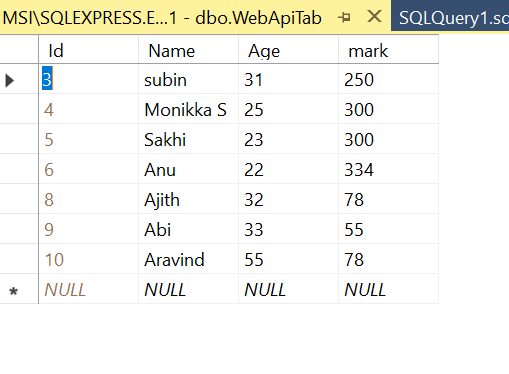 MSI\SQLEXPRESS.E...1 - dbo.WebApiTab SQLQuery1.sq
Id Name Age mark
3 subin 31 250
4 Monikka S 25 300
5 Sakhi 23 300
6 Anu 22 334
8 Ajith 32 78
9 Abi 33 55
10 Aravind 55 78
* NULL NULL NULL NULL